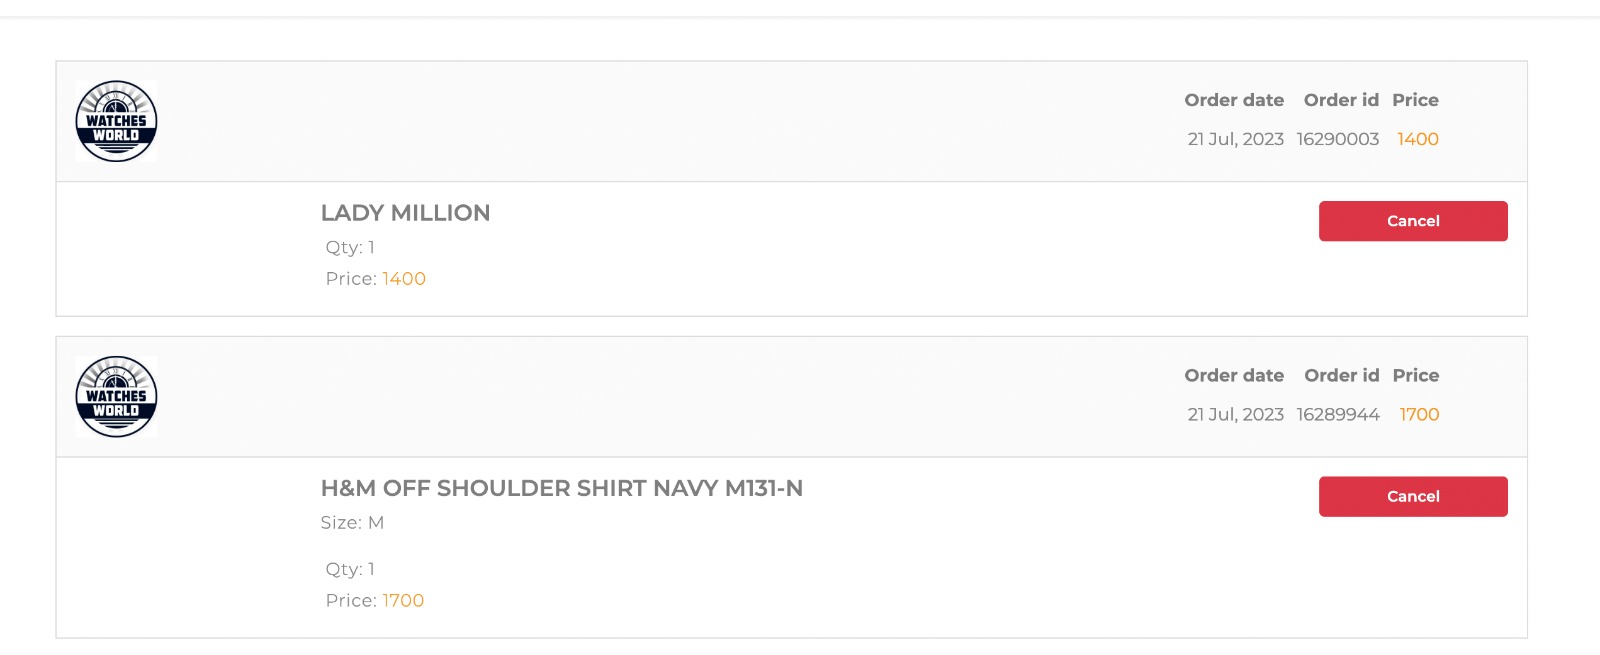 WATCHES
WORLD
Order date Order id Price
21 Jul, 2023 16290003 1400
LADY MILLION
Qty: 1
Price: 1400
Cancel
WATCHES
WORLD
Order date Order id Price
21 Jul, 2023 16289944 1700
H&M OFF SHOULDER SHIRT NAVY M131-N
Size: M
Qty: 1
Price: 1700
Cancel